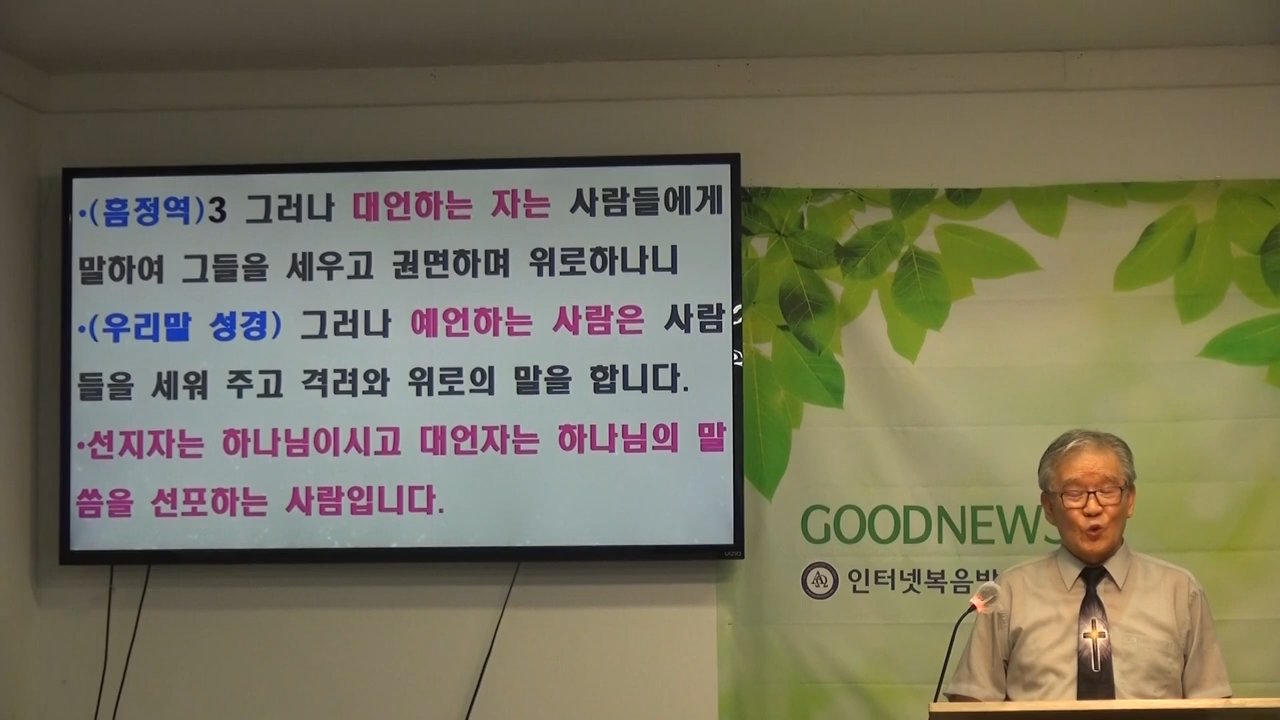 ·(흠정역)3 그러나 대언하는 자는 사람들에게
말하여 그들을 세우고 권면하며 위로하나니
·(우리말 성경) 그러나 예언하는 사람은 사람
들을 세워 주고 격려와 위로의 말을 합니다.
·선지자는 하나님이시고 대언자는 하나님의 말
씀을 선포하는 사람입니다.
GOODNEWS
인터넷복음방